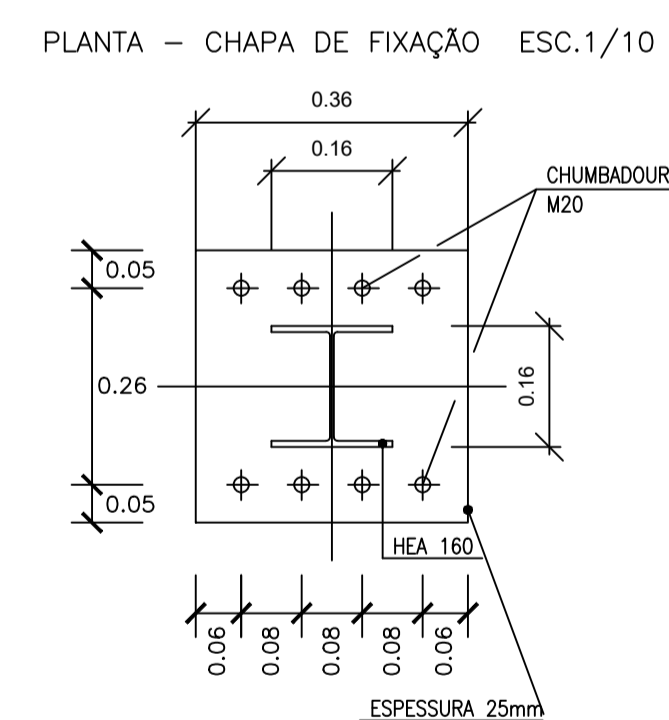 PLANTA – CHAPA DE FIXAÇÃO ESC.1/10
0.36
0.16
CHUMBADOUR
M20
0.05
0.26
0.16
0.05
HEA 160
0.06
0.08
0.08
0.08
0.06
ESPESSURA 25mm